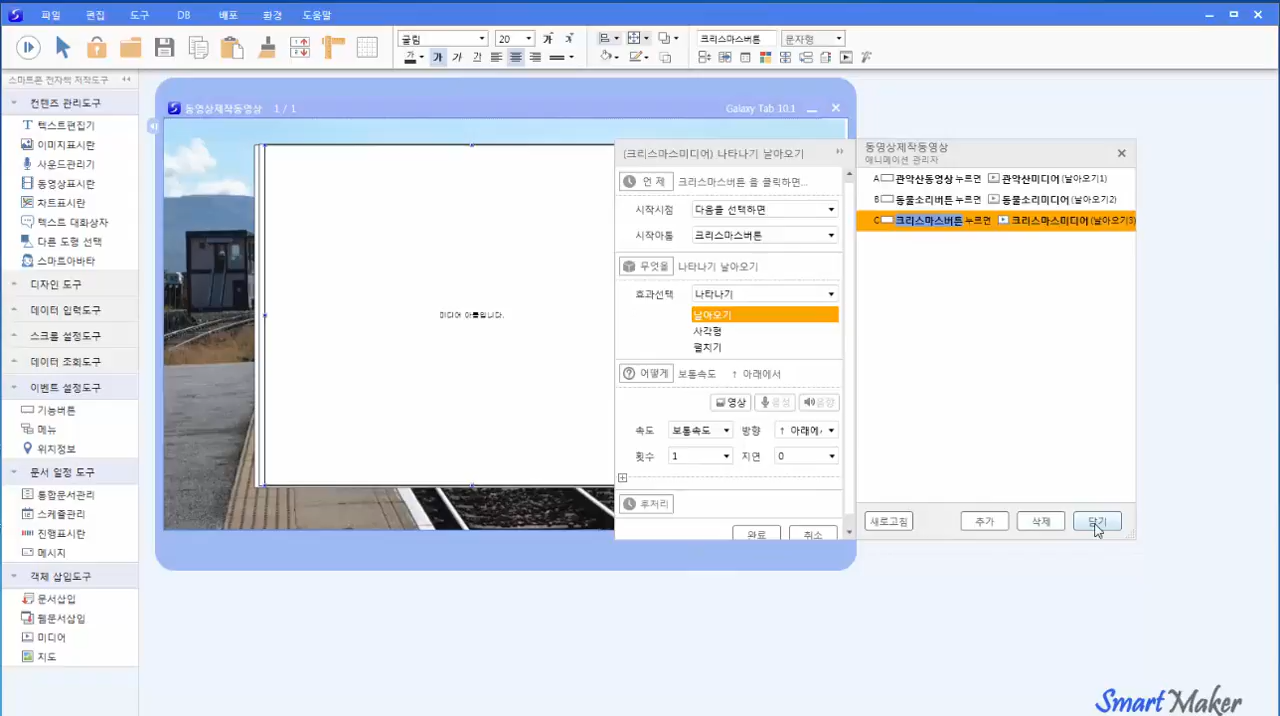 파일 편집 도구 DB 배포 환경 도움말
굴림 20 크리스마스버튼 문자형
가 가 간
스마트폰 전자책 저작도구
컨텐츠 관리도구
텍스트편집기
이미지표시란
사운드관리기
동영상표시란
차트표시란
텍스트 대화상자
다른 도형 선택
스마트아바타
디자인 도구
데이터 입력도구
스크롤 설정도구
데이터 조회도구
이벤트 설정도구
기능버튼
메뉴
위치정보
문서 일정 도구
통합문서관리
스케쥴관리
진행표시란
메시지
객체 삽입도구
문서삽입
웹문서삽입
미디어
지도
동영상제작동영상 1 / 1 Galaxy Tab 10.1
미디어 아톰입니다.
(크리스마스미디어) 나타나기 날아오기
언 제 크리스마스버튼 을 클릭하면...
시작시점 다음을 선택하면
시작아톰 크리스마스버튼
무엇을 나타나기 날아오기
효과선택 나타나기
날아오기
사각형
펼치기
어떻게 보통속도 ↑ 아래에서
영상 음성 음향
속도 보통속도 방향 ↑ 아래에
횟수 1 지연 0
후처리
완료 취소
동영상제작동영상
애니메이션 관리자
A 관악산동영상 누르면 관악산미디어 (날아오기1)
B 동물소리버튼 누르면 동물소리미디어 (날아오기2)
C 크리스마스버튼 누르면 크리스마스미디어 (날아오기3)
새로고침 추가 삭제 닫기
SmartMaker